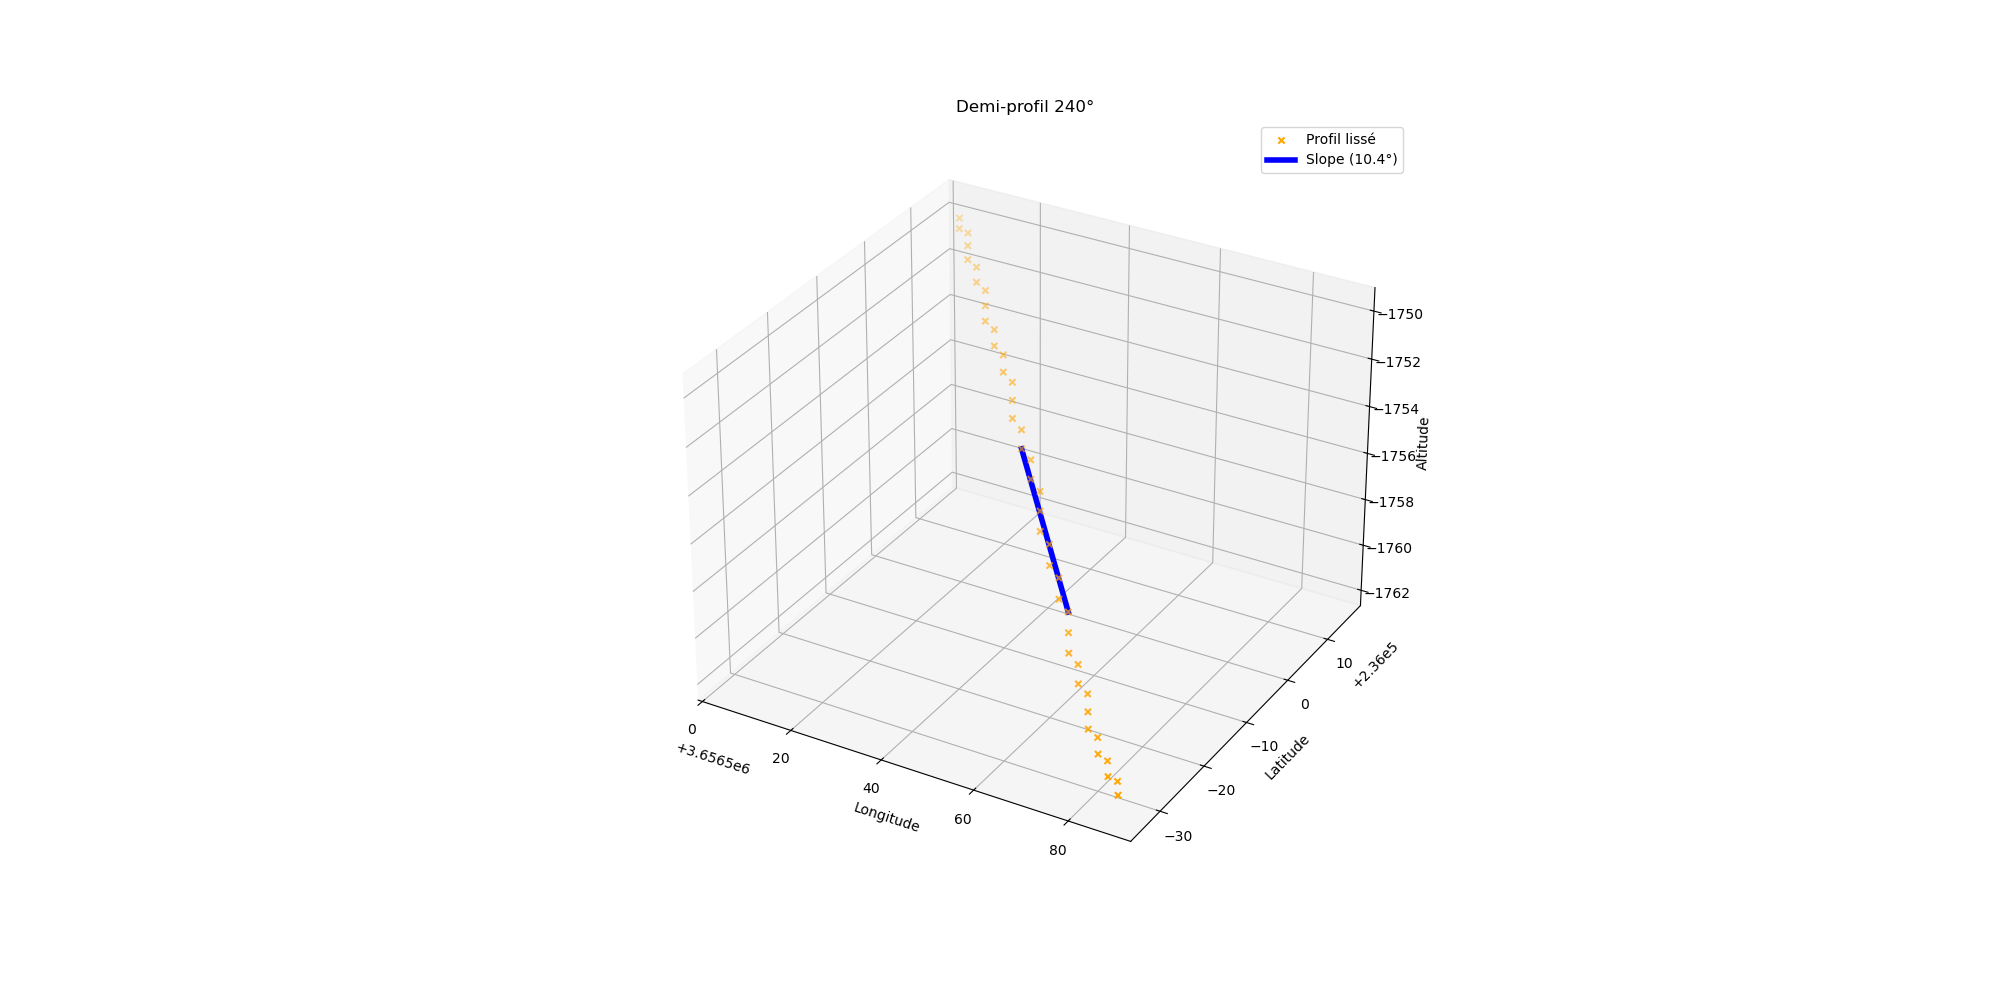 Demi-profil 240°
Profil lissé
Slope (10.4°)
−1750
−1752
−1754
−1756
−1758
−1760
−1762
Altitude
10
0
−10
−20
−30
+2.36e5
Latitude
0
20
40
60
80
+3.6565e6
Longitude